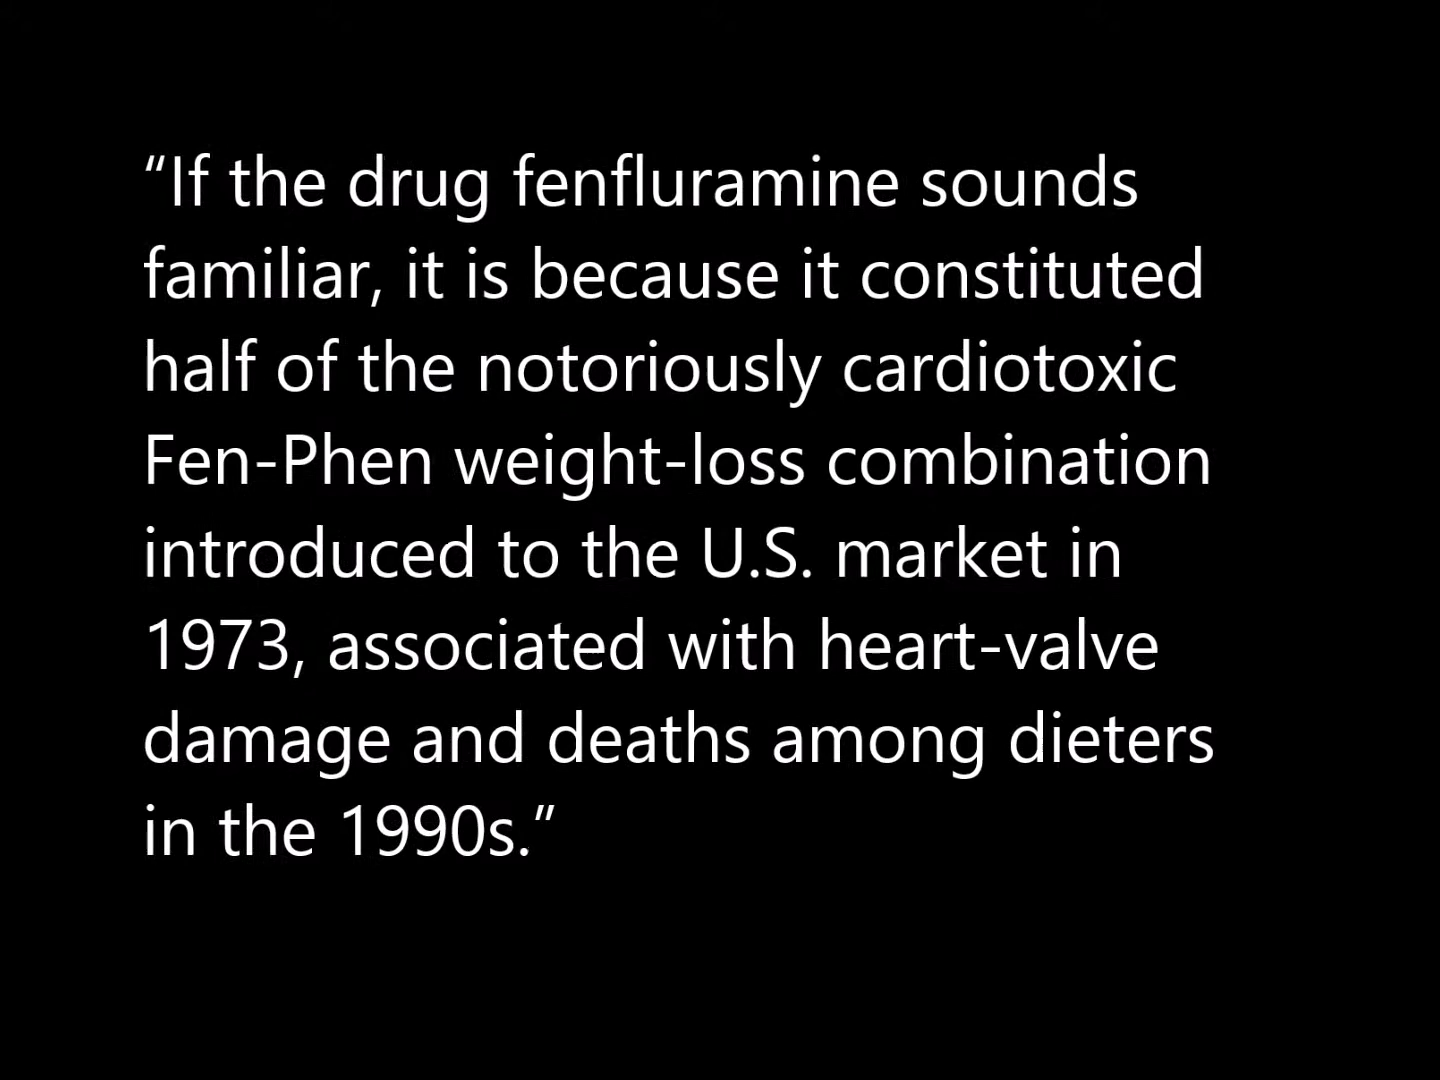 “If the drug fenfluramine sounds
familiar, it is because it constituted
half of the notoriously cardiotoxic
Fen-Phen weight-loss combination
introduced to the U.S. market in
1973, associated with heart-valve
damage and deaths among dieters
in the 1990s.”